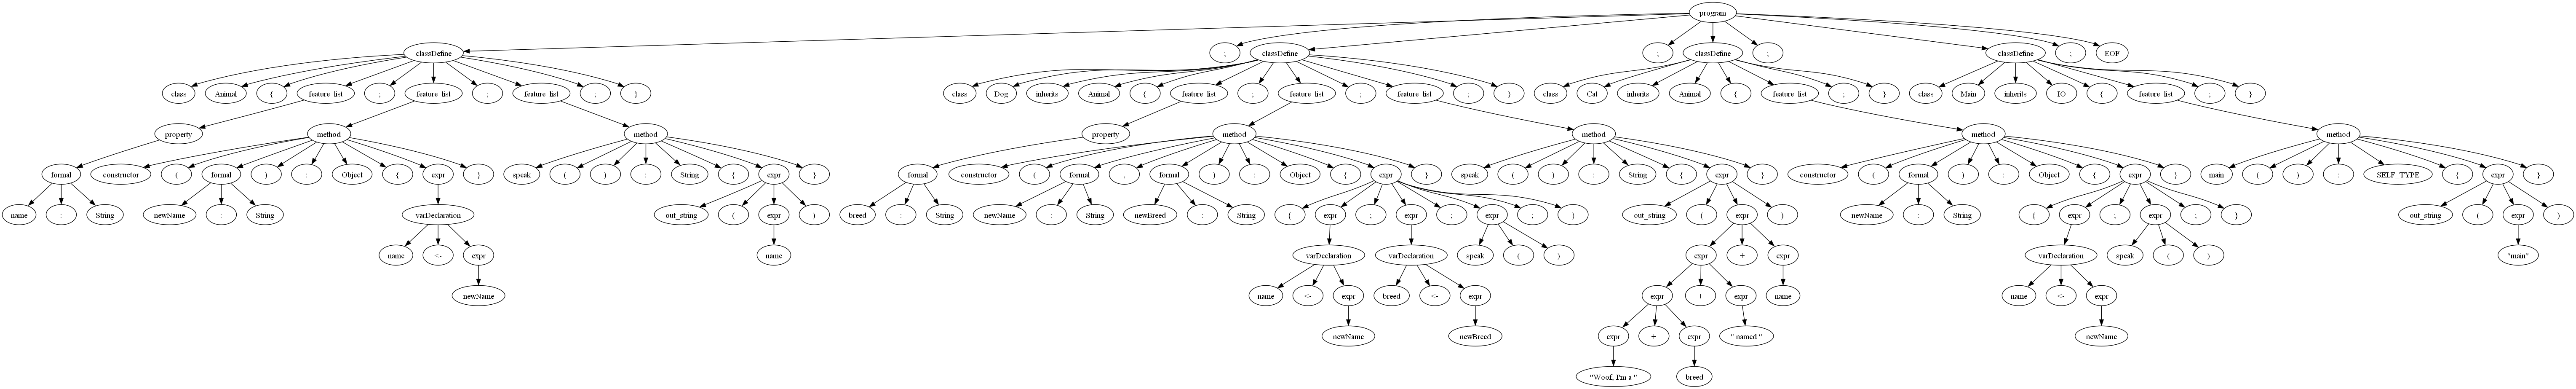 program
classDefine ; classDefine ; classDefine ; classDefine ; EOF
class Animal { feature_list ; feature_list ; feature_list ; } class Dog inherits Animal { feature_list ; feature_list ; feature_list ; } class Cat inherits Animal { feature_list ; } class Main inherits IO { feature_list ; }
property method method property method method method method
formal constructor ( formal ) : Object { expr } speak ( ) : String { expr } formal constructor ( formal , formal ) : Object { expr } speak ( ) : String { expr } constructor ( formal ) : Object { expr } main ( ) : SELF_TYPE { expr }
name : String newName : String varDeclaration out_string ( expr ) breed : String newName : String newBreed : String { expr ; expr ; expr ; } out_string ( expr ) newName : String { expr ; expr ; } out_string ( expr )
name <- expr name varDeclaration varDeclaration speak ( ) expr + expr varDeclaration speak ( ) "main"
newName name <- expr breed <- expr expr + expr name name <- expr
newName newBreed expr + expr " named " newName
"Woof, I'm a " breed